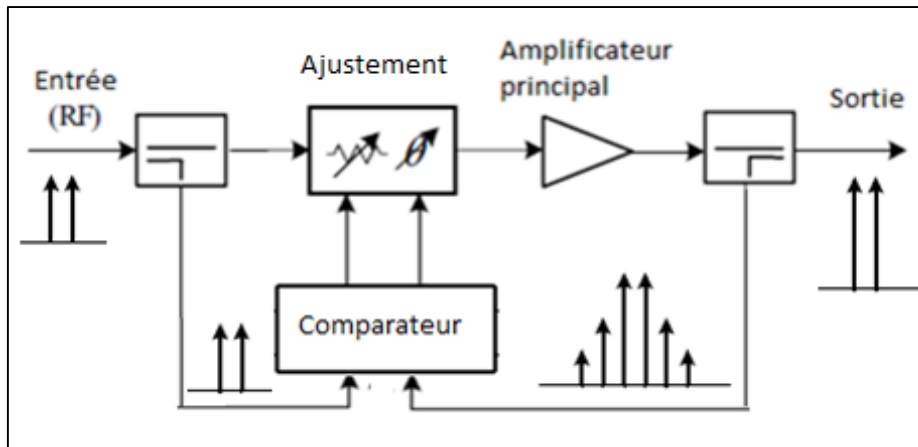 Entrée
(RF)
Ajustement
θ
Amplificateur
principal
Sortie
Comparateur